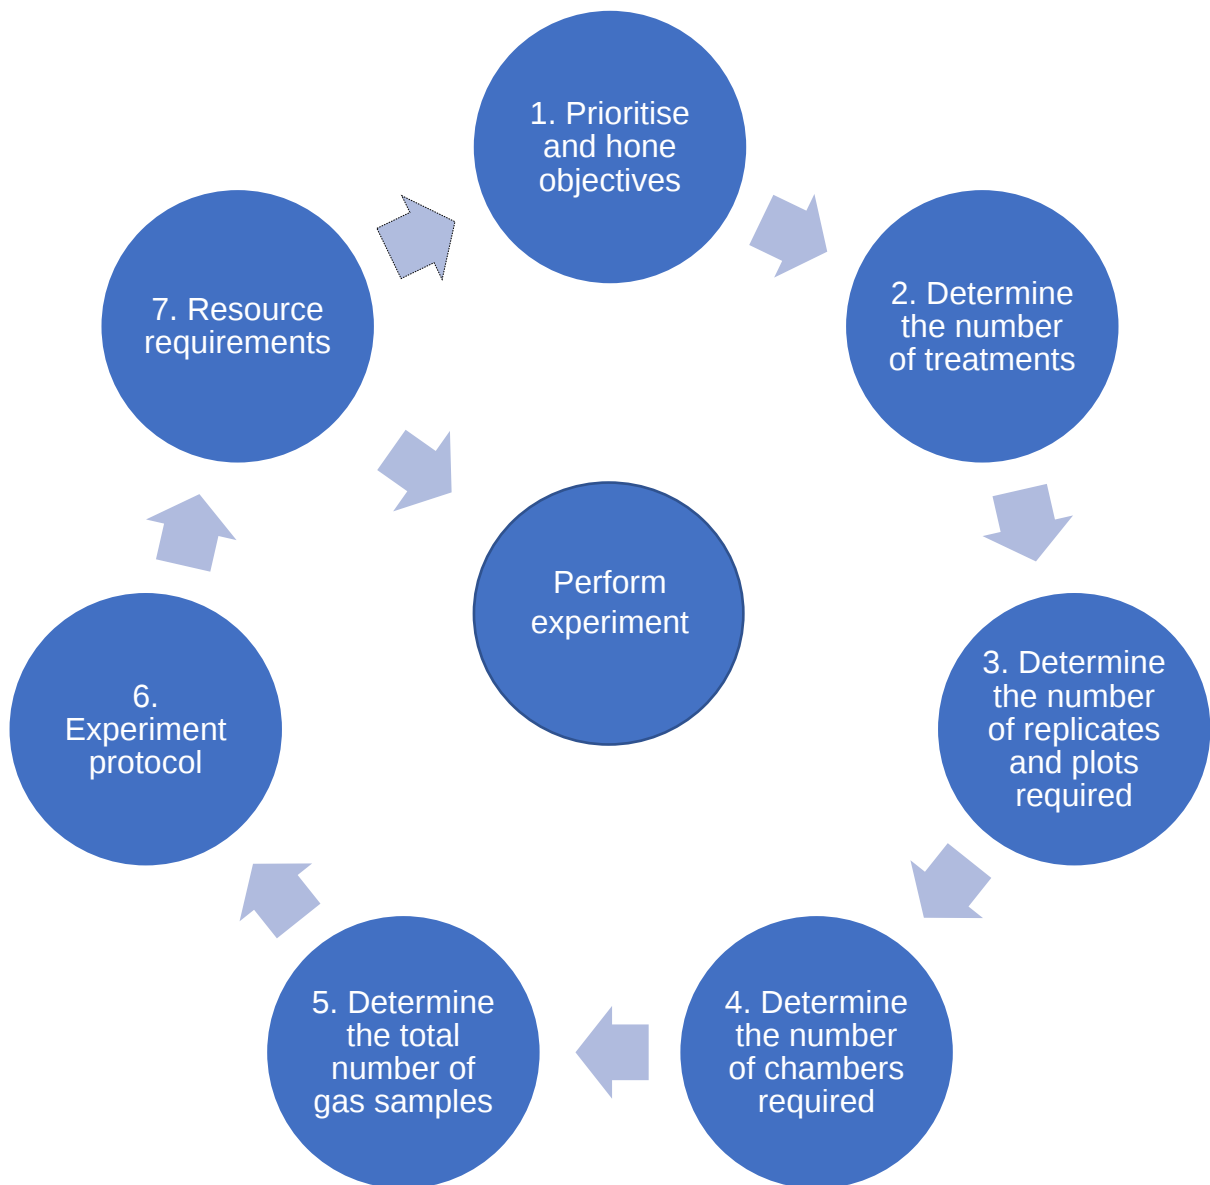 1. Prioritise
and hone
objectives
2. Determine
the number
of treatments
3. Determine
the number
of replicates
and plots
required
4. Determine
the number
of chambers
required
5. Determine
the total
number of
gas samples
6.
Experiment
protocol
7. Resource
requirements
Perform
experiment